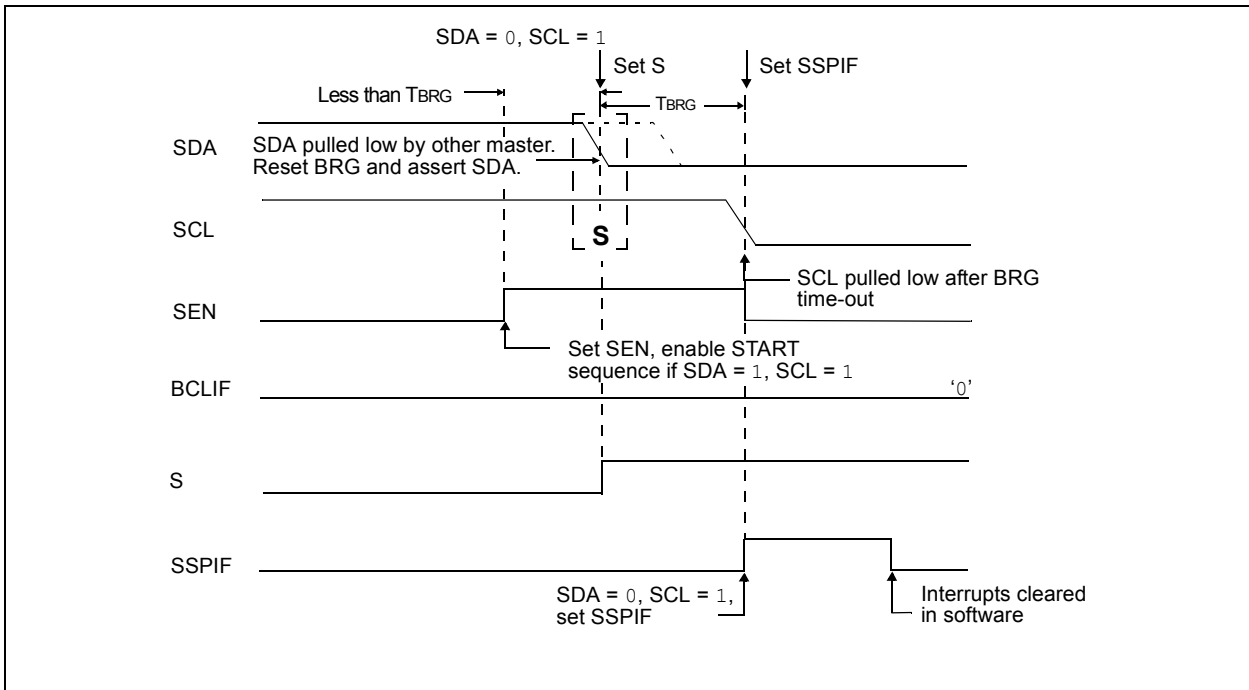 SDA = 0, SCL = 1
Set S
Set SSPIF
Less than TBRG
TBRG
SDA
SDA pulled low by other master.
Reset BRG and assert SDA.
SCL
S
SCL pulled low after BRG
time-out
SEN
Set SEN, enable START
sequence if SDA = 1, SCL = 1
BCLIF
‘0’
S
SSPIF
SDA = 0, SCL = 1,
set SSPIF
Interrupts cleared
in software